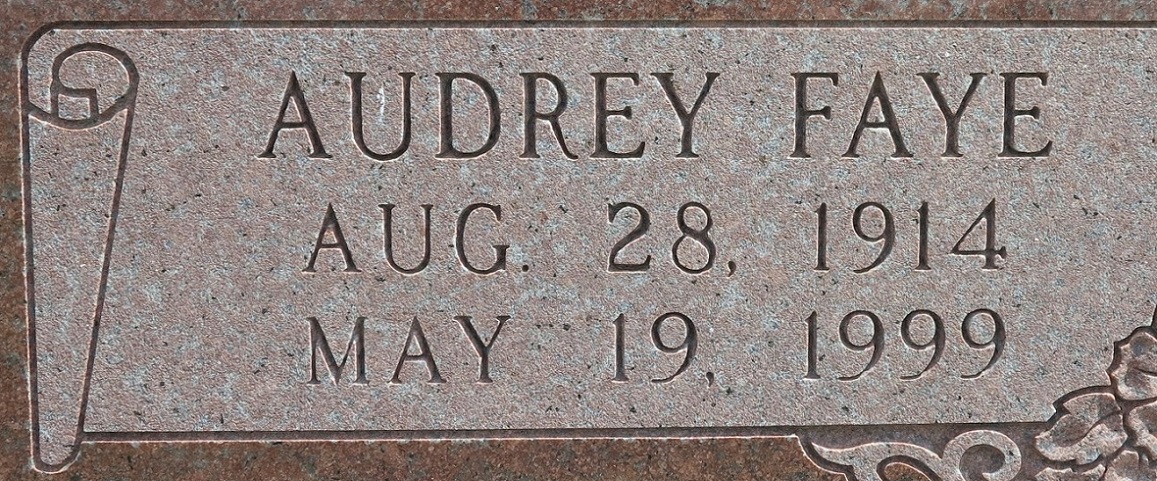 AUDREY FAYE
AUG. 28, 1914
MAY 19, 1999